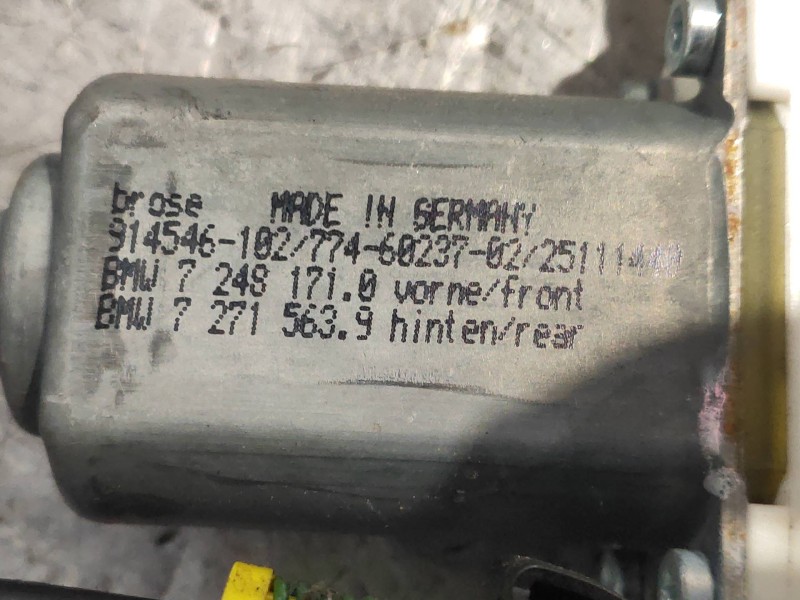 brose MADE IN GERMANY
914546-102/774-60237-02/25111440
BMW 7 248 171.0 vorne/front
BMW 7 271 563.9 hinten/rear